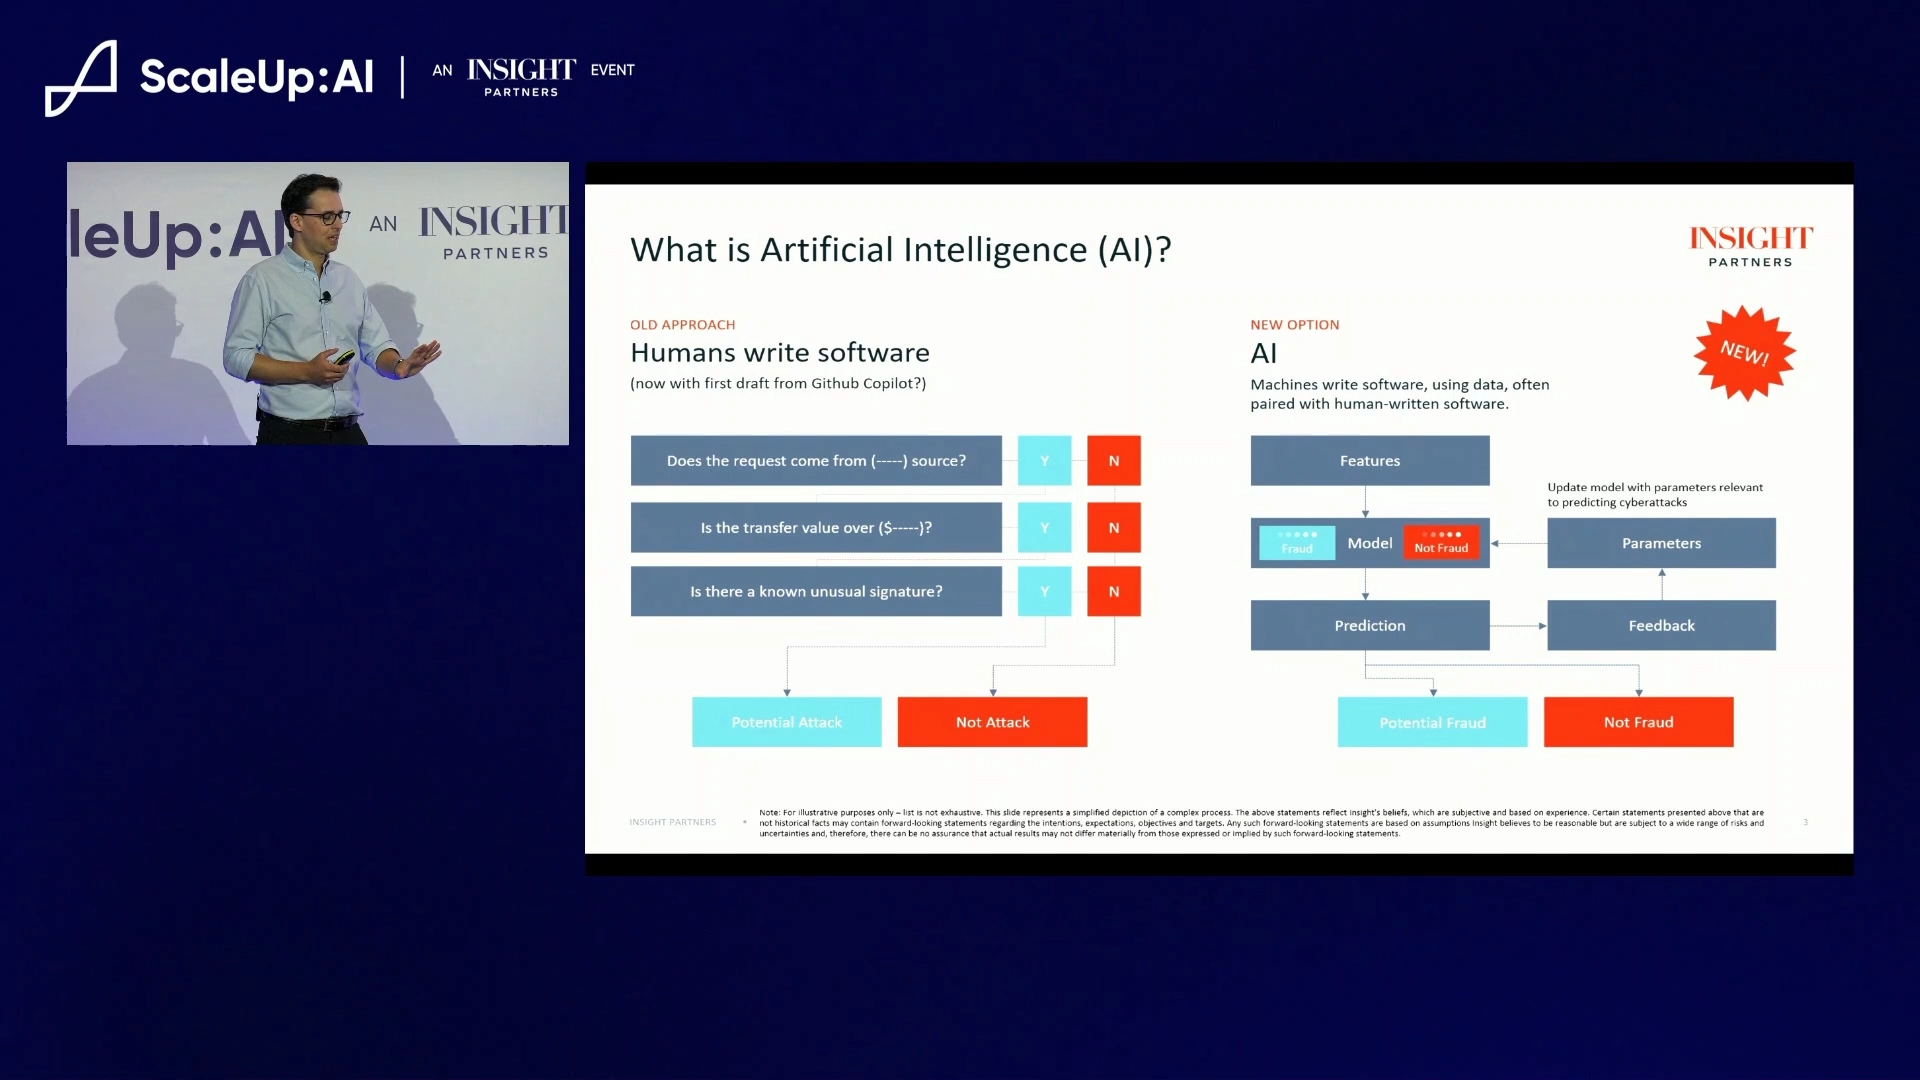 ScaleUp:AI
AN INSIGHT EVENT
PARTNERS
leUp:AI AN INSIGHT
PARTNERS
What is Artificial Intelligence (AI)?
INSIGHT
PARTNERS
OLD APPROACH
Humans write software
(now with first draft from Github Copilot?)
Does the request come from (-----) source? Y N
Is the transfer value over ($-----)? Y N
Is there a known unusual signature? Y N
Potential Attack Not Attack
NEW OPTION
AI
NEW!
Machines write software, using data, often
paired with human-written software.
Features
Update model with parameters relevant
to predicting cyberattacks
Fraud Model Not Fraud Parameters
Prediction Feedback
Potential Fraud Not Fraud
INSIGHT PARTNERS •
Note: For illustrative purposes only – list is not exhaustive. This slide represents a simplified depiction of a complex process. The above statements reflect Insight's beliefs, which are subjective and based on experience. Certain statements presented above that are
not historical facts may contain forward-looking statements regarding the intentions, expectations, objectives and targets. Any such forward-looking statements are based on assumptions Insight believes to be reasonable but are subject to a wide range of risks and
uncertainties and, therefore, there can be no assurance that actual results may not differ materially from those expressed or implied by such forward-looking statements.
3